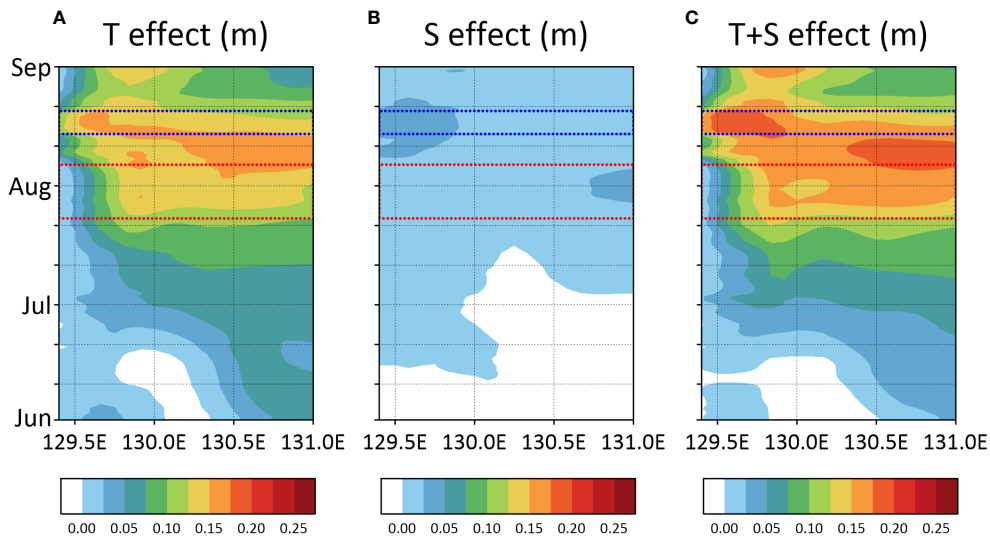 A B C
T effect (m) S effect (m) T+S effect (m)
Sep
Aug
Jul
Jun
129.5E 130.0E 130.5E 131.0E 129.5E 130.0E 130.5E 131.0E 129.5E 130.0E 130.5E 131.0E
0.00 0.05 0.10 0.15 0.20 0.25 0.00 0.05 0.10 0.15 0.20 0.25 0.00 0.05 0.10 0.15 0.20 0.25